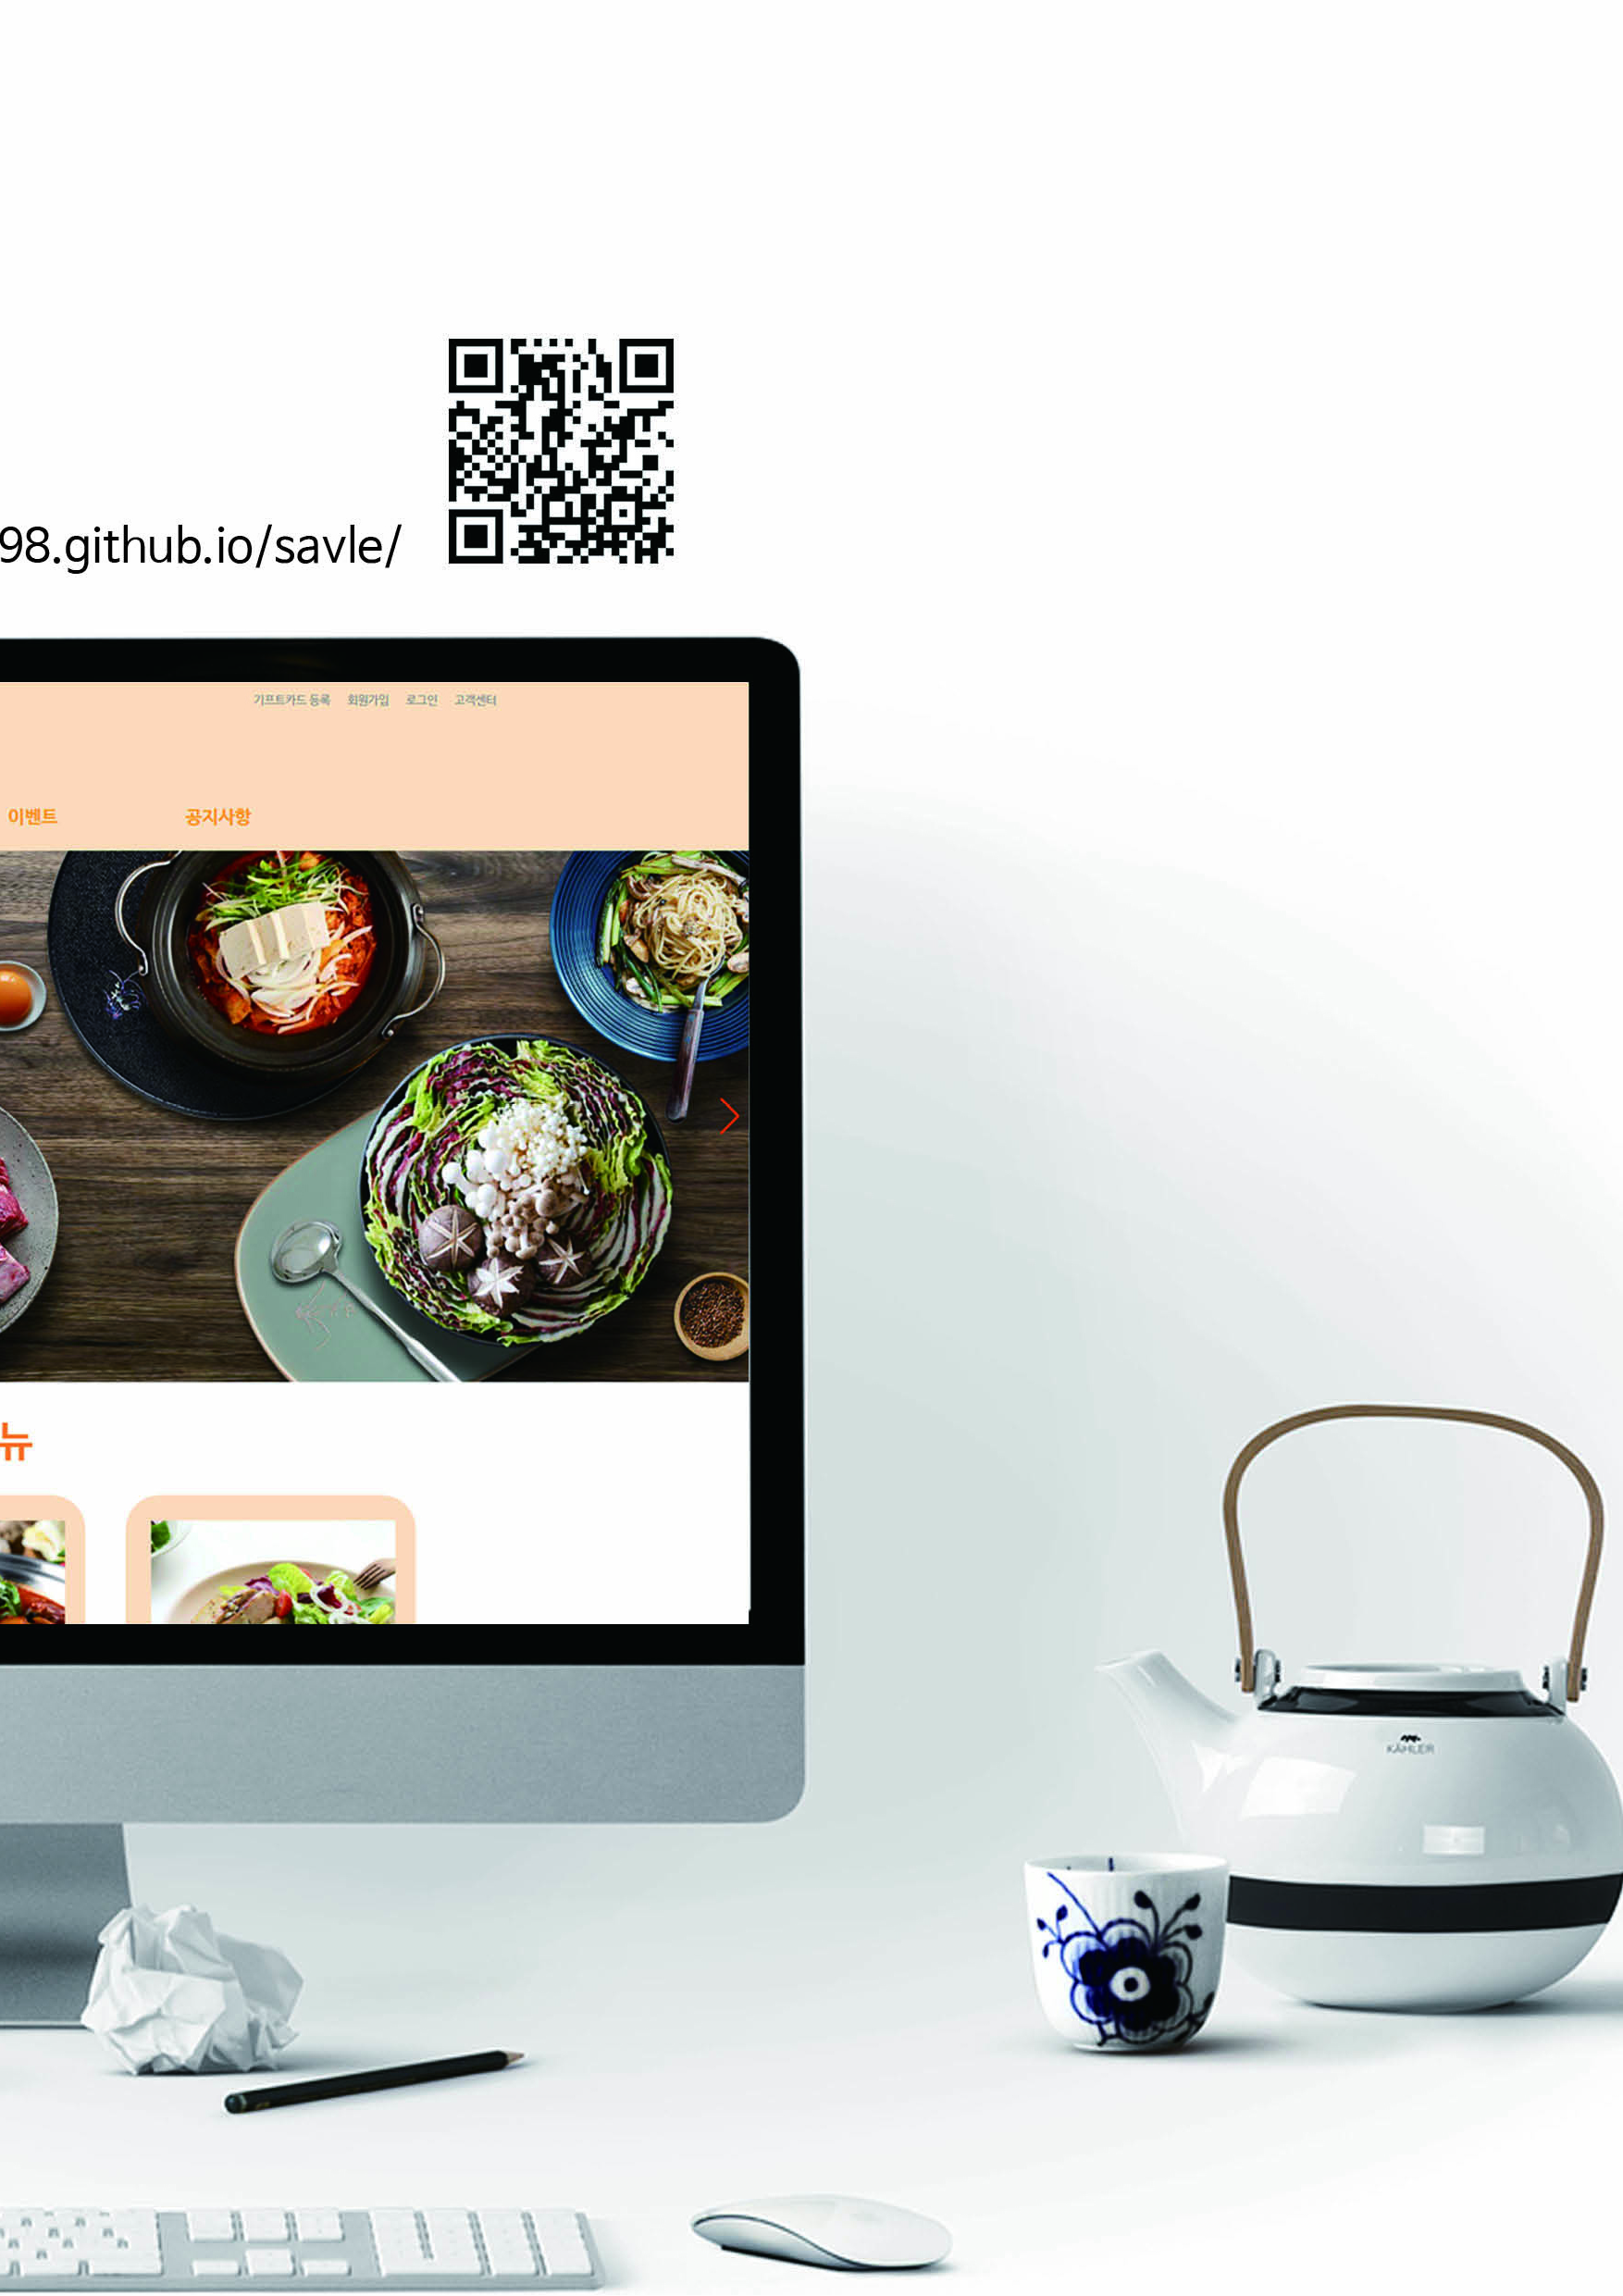 98.github.io/savle/
기프트카드 등록 회원가입 로그인 고객센터
이벤트 공지사항
뉴
KÄHLER